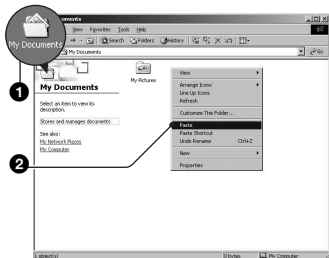 My Documents
uments
View Favorites Tools Help
Search Folders History
My Documents
Go
My Documents
Select an item to view its
description.
Stores and manages documents
See also:
My Network Places
My Computer
My Pictures
View
Arrange Icons
Line Up Icons
Refresh
Customize This Folder...
Paste
Paste Shortcut
Undo Rename Ctrl+Z
New
Properties
1
2
1 object(s)
0 bytes
My Computer